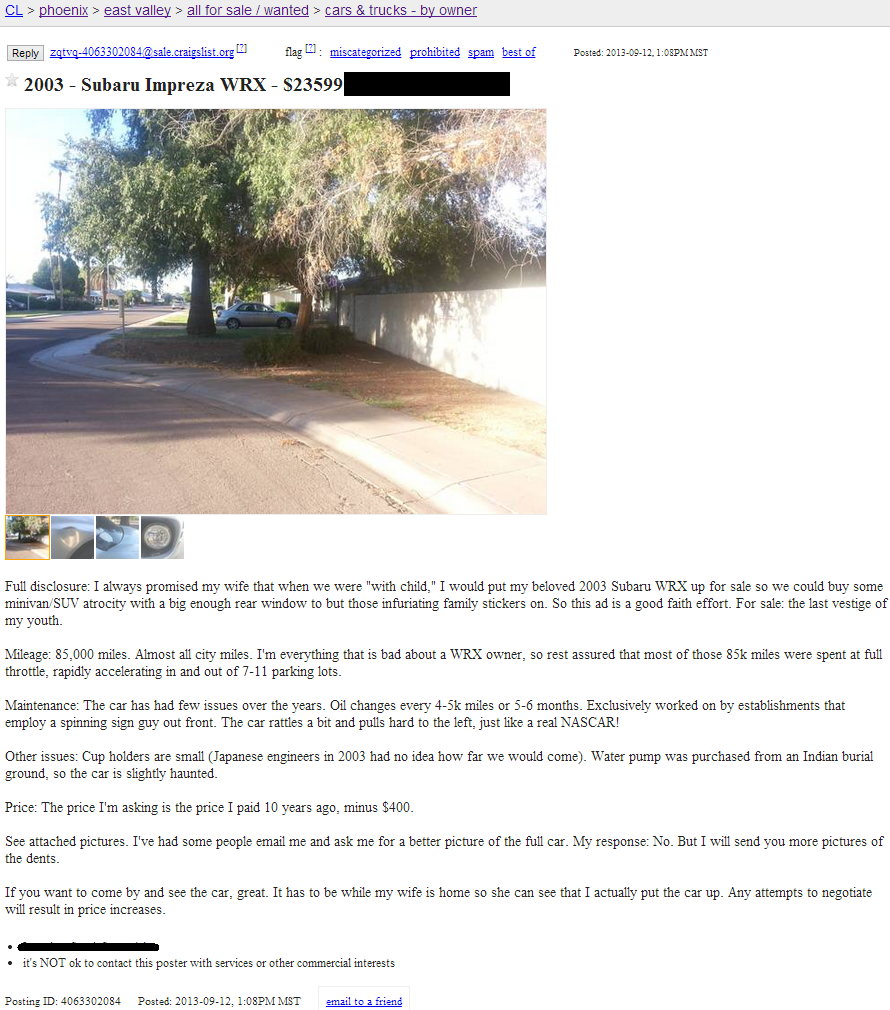 CL > phoenix > east valley > all for sale / wanted > cars & trucks - by owner
Reply zqtvq-4063302084@sale.craigslist.org [?] flag [?] : miscategorized prohibited spam best of Posted: 2013-09-12, 1:08PM MST
2003 - Subaru Impreza WRX - $23599
Full disclosure: I always promised my wife that when we were "with child," I would put my beloved 2003 Subaru WRX up for sale so we could buy some
minivan/SUV atrocity with a big enough rear window to but those infuriating family stickers on. So this ad is a good faith effort. For sale: the last vestige of
my youth.
Mileage: 85,000 miles. Almost all city miles. I'm everything that is bad about a WRX owner, so rest assured that most of those 85k miles were spent at full
throttle, rapidly accelerating in and out of 7-11 parking lots.
Maintenance: The car has had few issues over the years. Oil changes every 4-5k miles or 5-6 months. Exclusively worked on by establishments that
employ a spinning sign guy out front. The car rattles a bit and pulls hard to the left, just like a real NASCAR!
Other issues: Cup holders are small (Japanese engineers in 2003 had no idea how far we would come). Water pump was purchased from an Indian burial
ground, so the car is slightly haunted.
Price: The price I'm asking is the price I paid 10 years ago, minus $400.
See attached pictures. I've had some people email me and ask me for a better picture of the full car. My response: No. But I will send you more pictures of
the dents.
If you want to come by and see the car, great. It has to be while my wife is home so she can see that I actually put the car up. Any attempts to negotiate
will result in price increases.
• it's NOT ok to contact this poster with services or other commercial interests
Posting ID: 4063302084 Posted: 2013-09-12, 1:08PM MST email to a friend